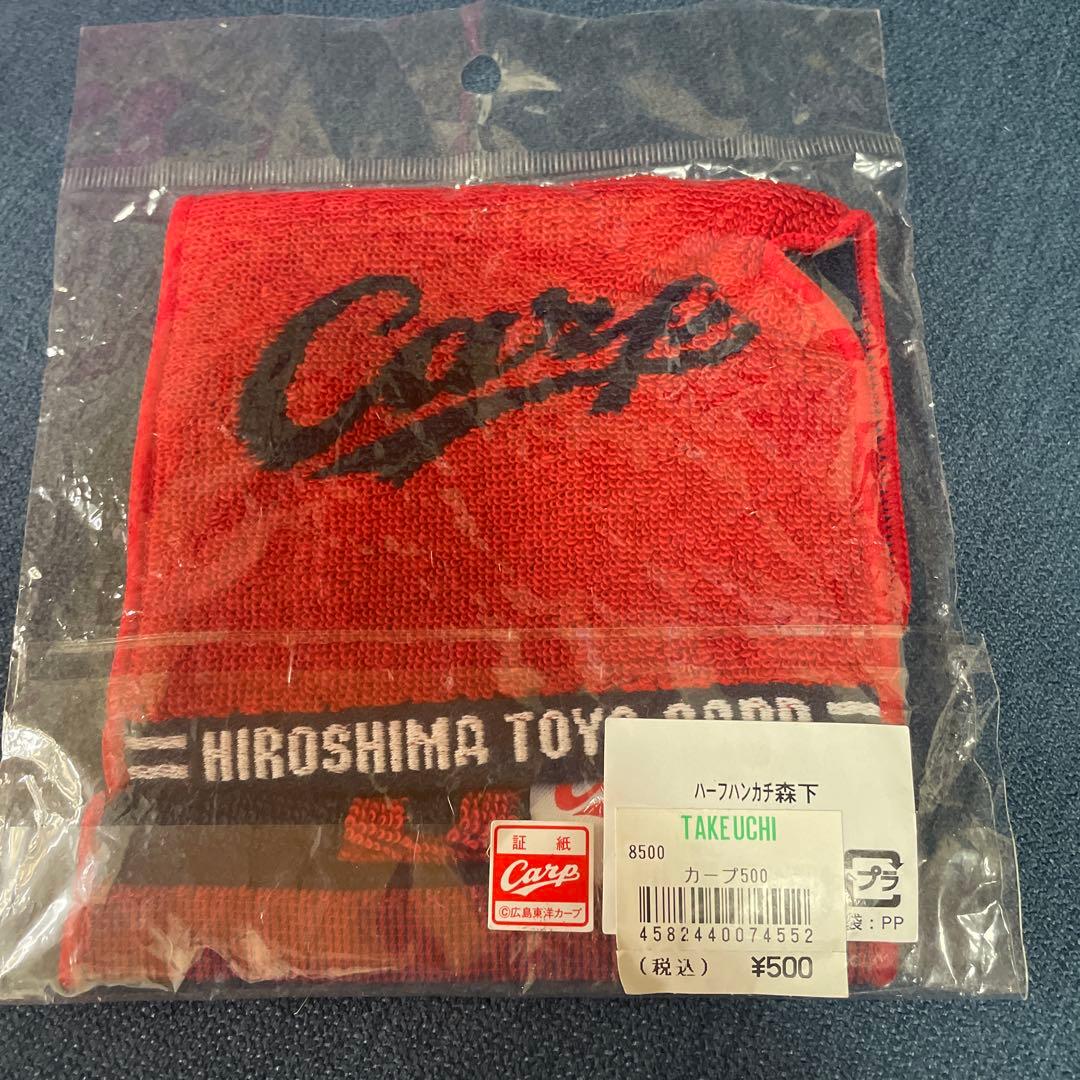 Carp
HIROSHIMA TOYO CARP
ハーフハンカチ森下
TAKEUCHI
8500
カープ500
4582440074552
(税込) ¥500
プラ
袋：PP
証 紙
Carp
©広島東洋カープ